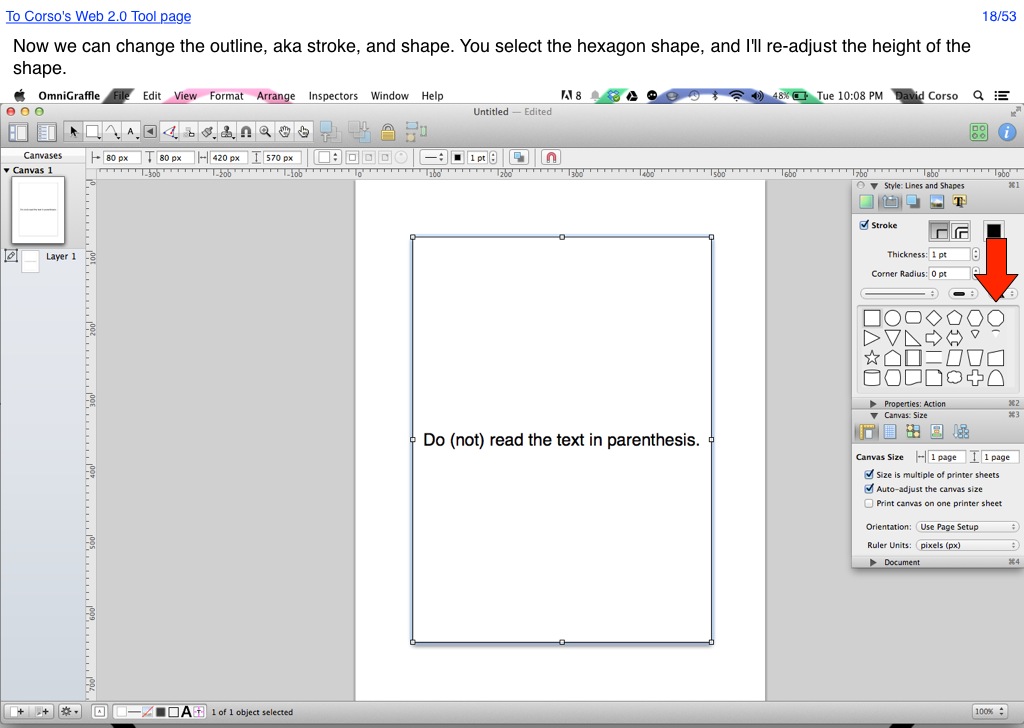 To Corso's Web 2.0 Tool page
18/53
Now we can change the outline, aka stroke, and shape. You select the hexagon shape, and I'll re-adjust the height of the
shape.
OmniGraffle File Edit View Format Arrange Inspectors Window Help 8 48% Tue 10:08 PM David Corso
Untitled — Edited
Canvases 80 px 80 px 420 px 570 px 1 pt
Canvas 1
-300 -200 -100 0 100 200 300 400 500 600 700 800 900
0 100 200 300 400 500 600 700
Layer 1
Style: Lines and Shapes ⌘1
Stroke
Thickness: 1 pt
Corner Radius: 0 pt
Properties: Action ⌘2
Canvas: Size ⌘3
Canvas Size 1 page 1 page
Size is multiple of printer sheets
Auto-adjust the canvas size
Print canvas on one printer sheet
Orientation: Use Page Setup
Ruler Units: pixels (px)
Document ⌘4
Do (not) read the text in parenthesis.
1 of 1 object selected
100%